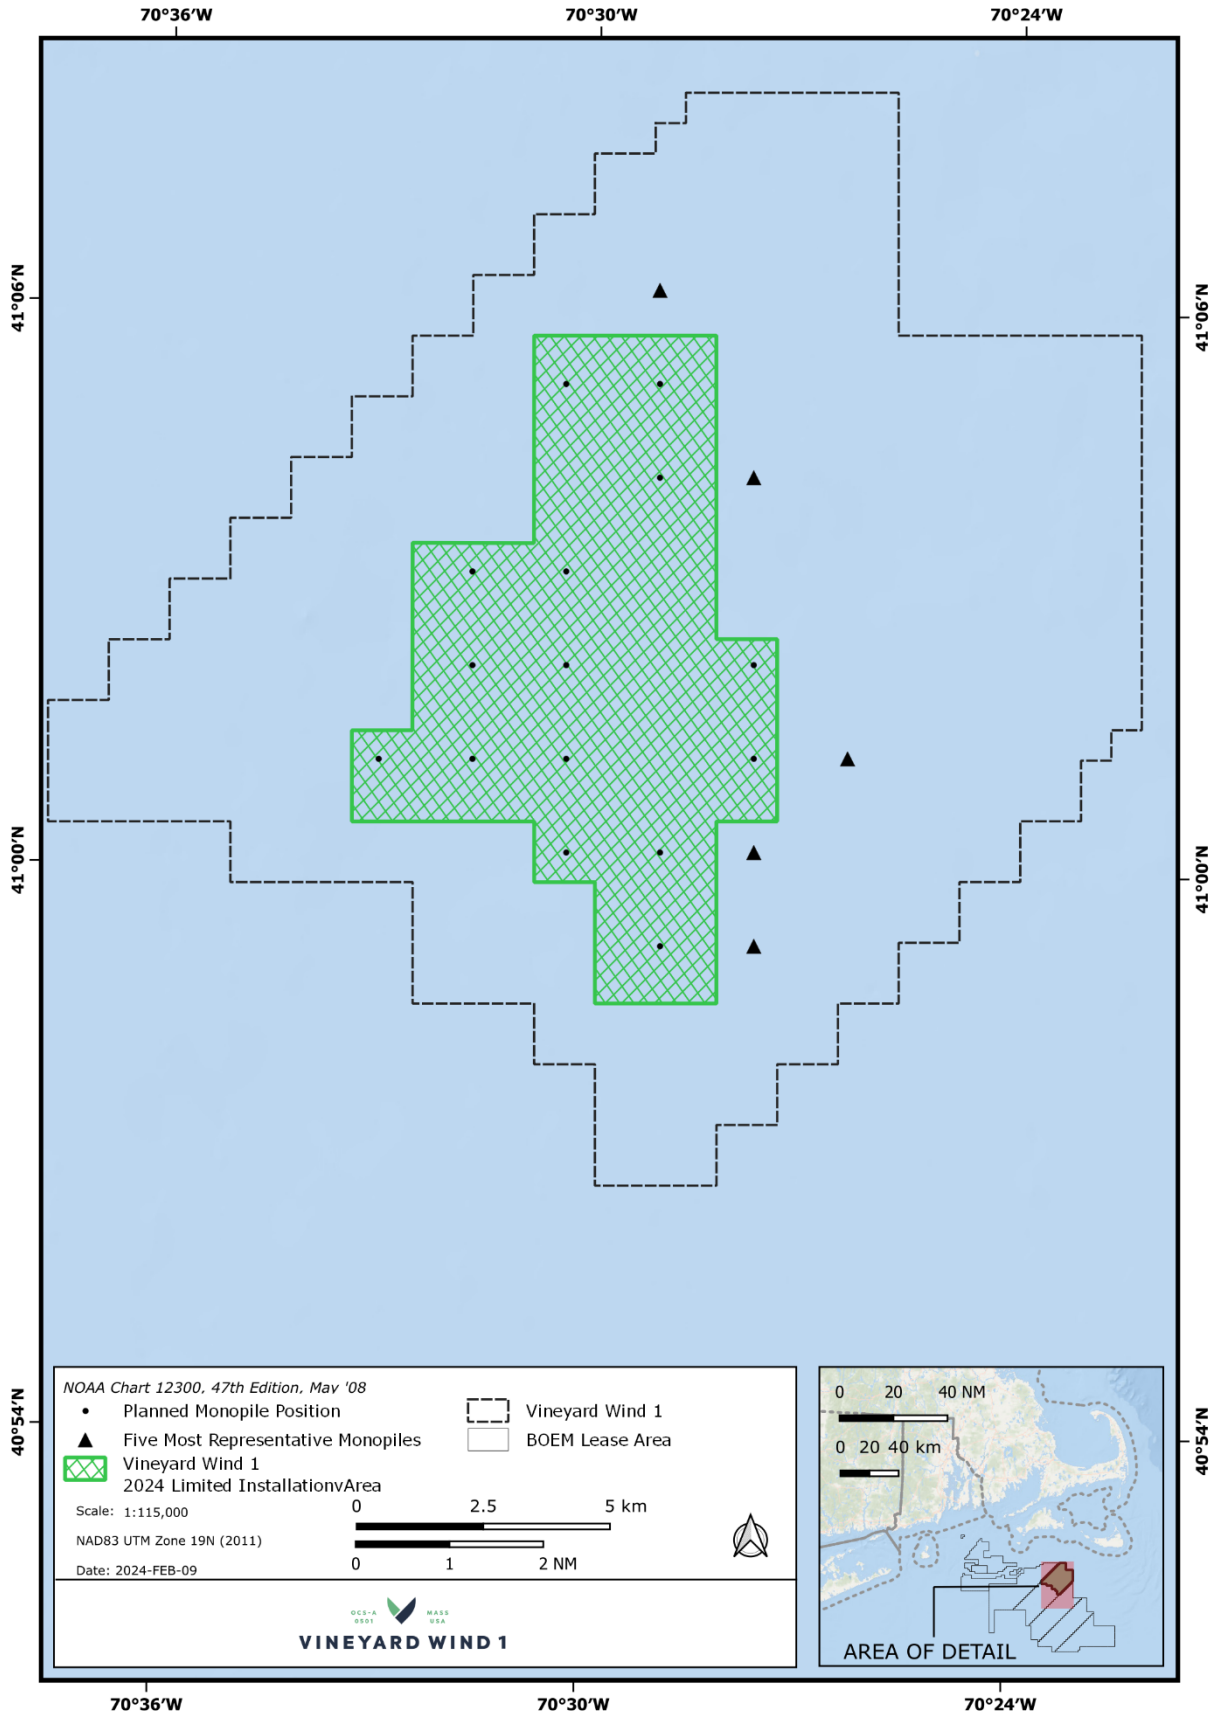 70°36'W 70°30'W 70°24'W
41°06'N 41°06'N
41°00'N 41°00'N
40°54'N 40°54'N
NOAA Chart 12300, 47th Edition, May '08
Planned Monopile Position
Five Most Representative Monopiles
Vineyard Wind 1
2024 Limited InstallationvArea
Vineyard Wind 1
BOEM Lease Area
Scale: 1:115,000
NAD83 UTM Zone 19N (2011)
Date: 2024-FEB-09
0 2.5 5 km
0 1 2 NM
OCS-A MASS
0501 USA
VINEYARD WIND 1
0 20 40 NM
0 20 40 km
AREA OF DETAIL
70°36'W 70°30'W 70°24'W